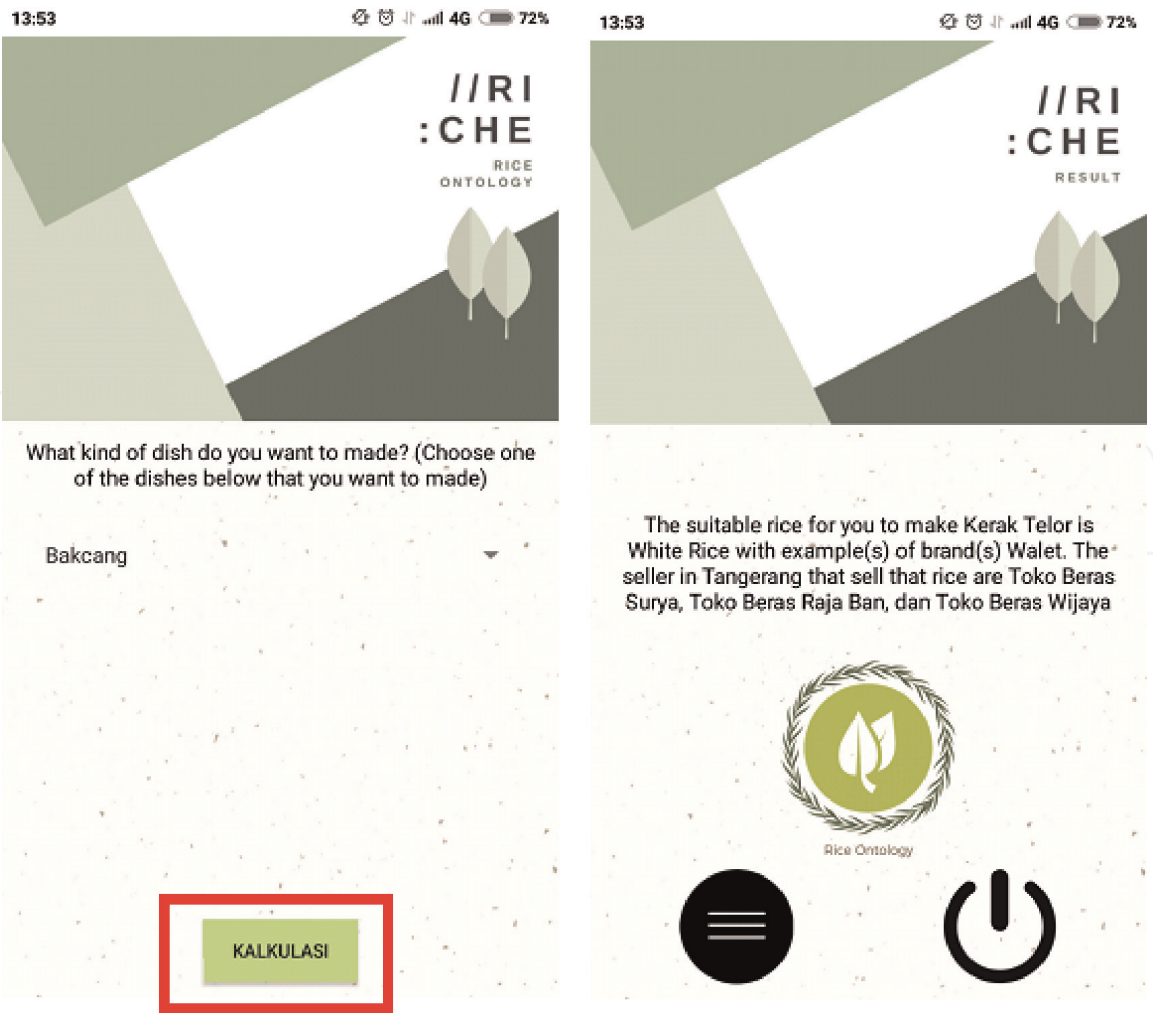 13:53
4G
72%
//RI
:CHE
RICE
ONTOLOGY
What kind of dish do you want to made? (Choose one
of the dishes below that you want to made)
Bakcang
KALKULASI
13:53
4G
72%
//RI
:CHE
RESULT
The suitable rice for you to make Kerak Telor is
White Rice with example(s) of brand(s) Walet. The
seller in Tangerang that sell that rice are Toko Beras
Surya, Toko Beras Raja Ban, dan Toko Beras Wijaya
Rice Ontology